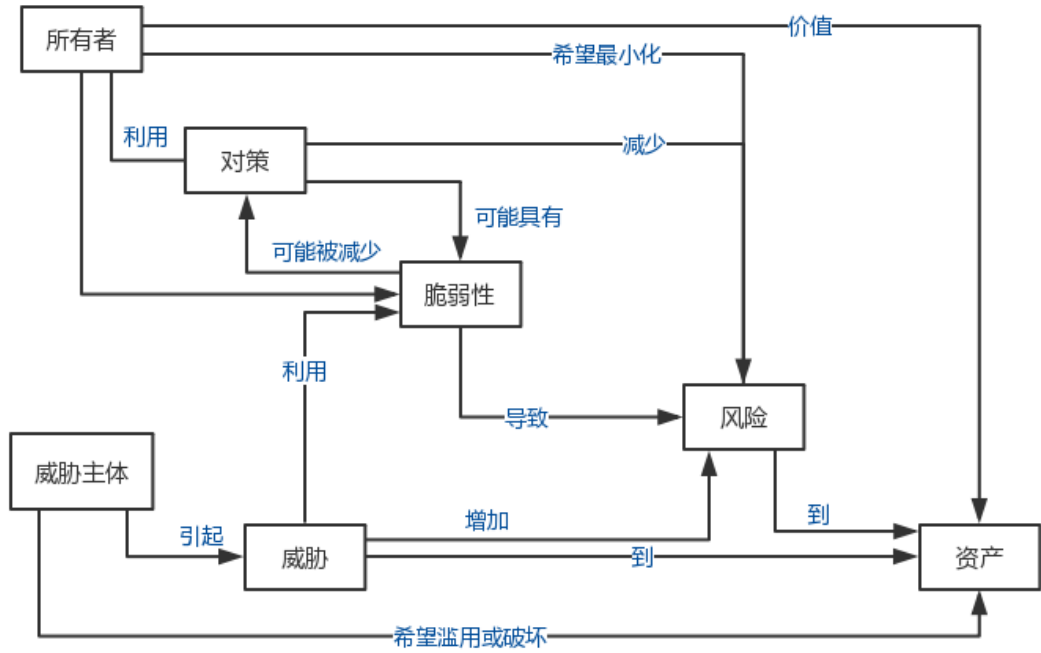 价值
所有者
希望最小化
利用
减少
对策
可能具有
可能被减少
脆弱性
利用
导致
风险
威胁主体
增加
到
引起
到
威胁
资产
希望滥用或破坏